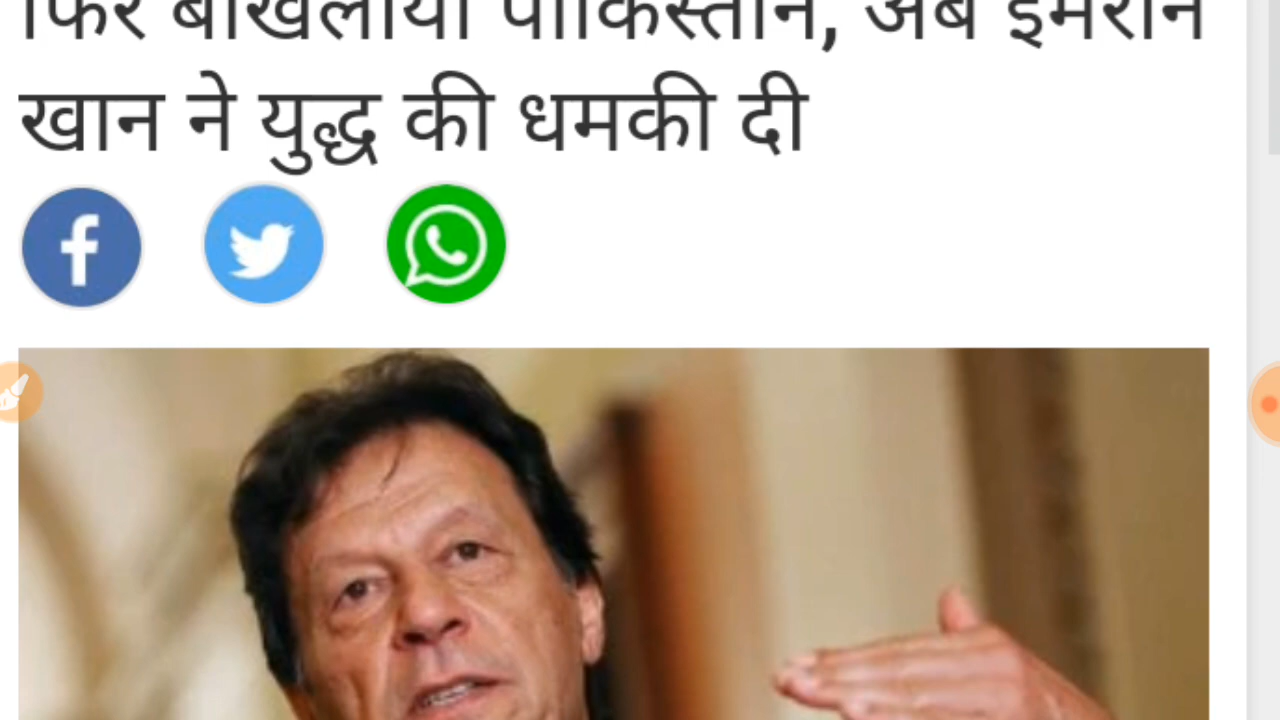 फिर बौखलाया पाकिस्तान, अब इमरान
खान ने युद्ध की धमकी दी